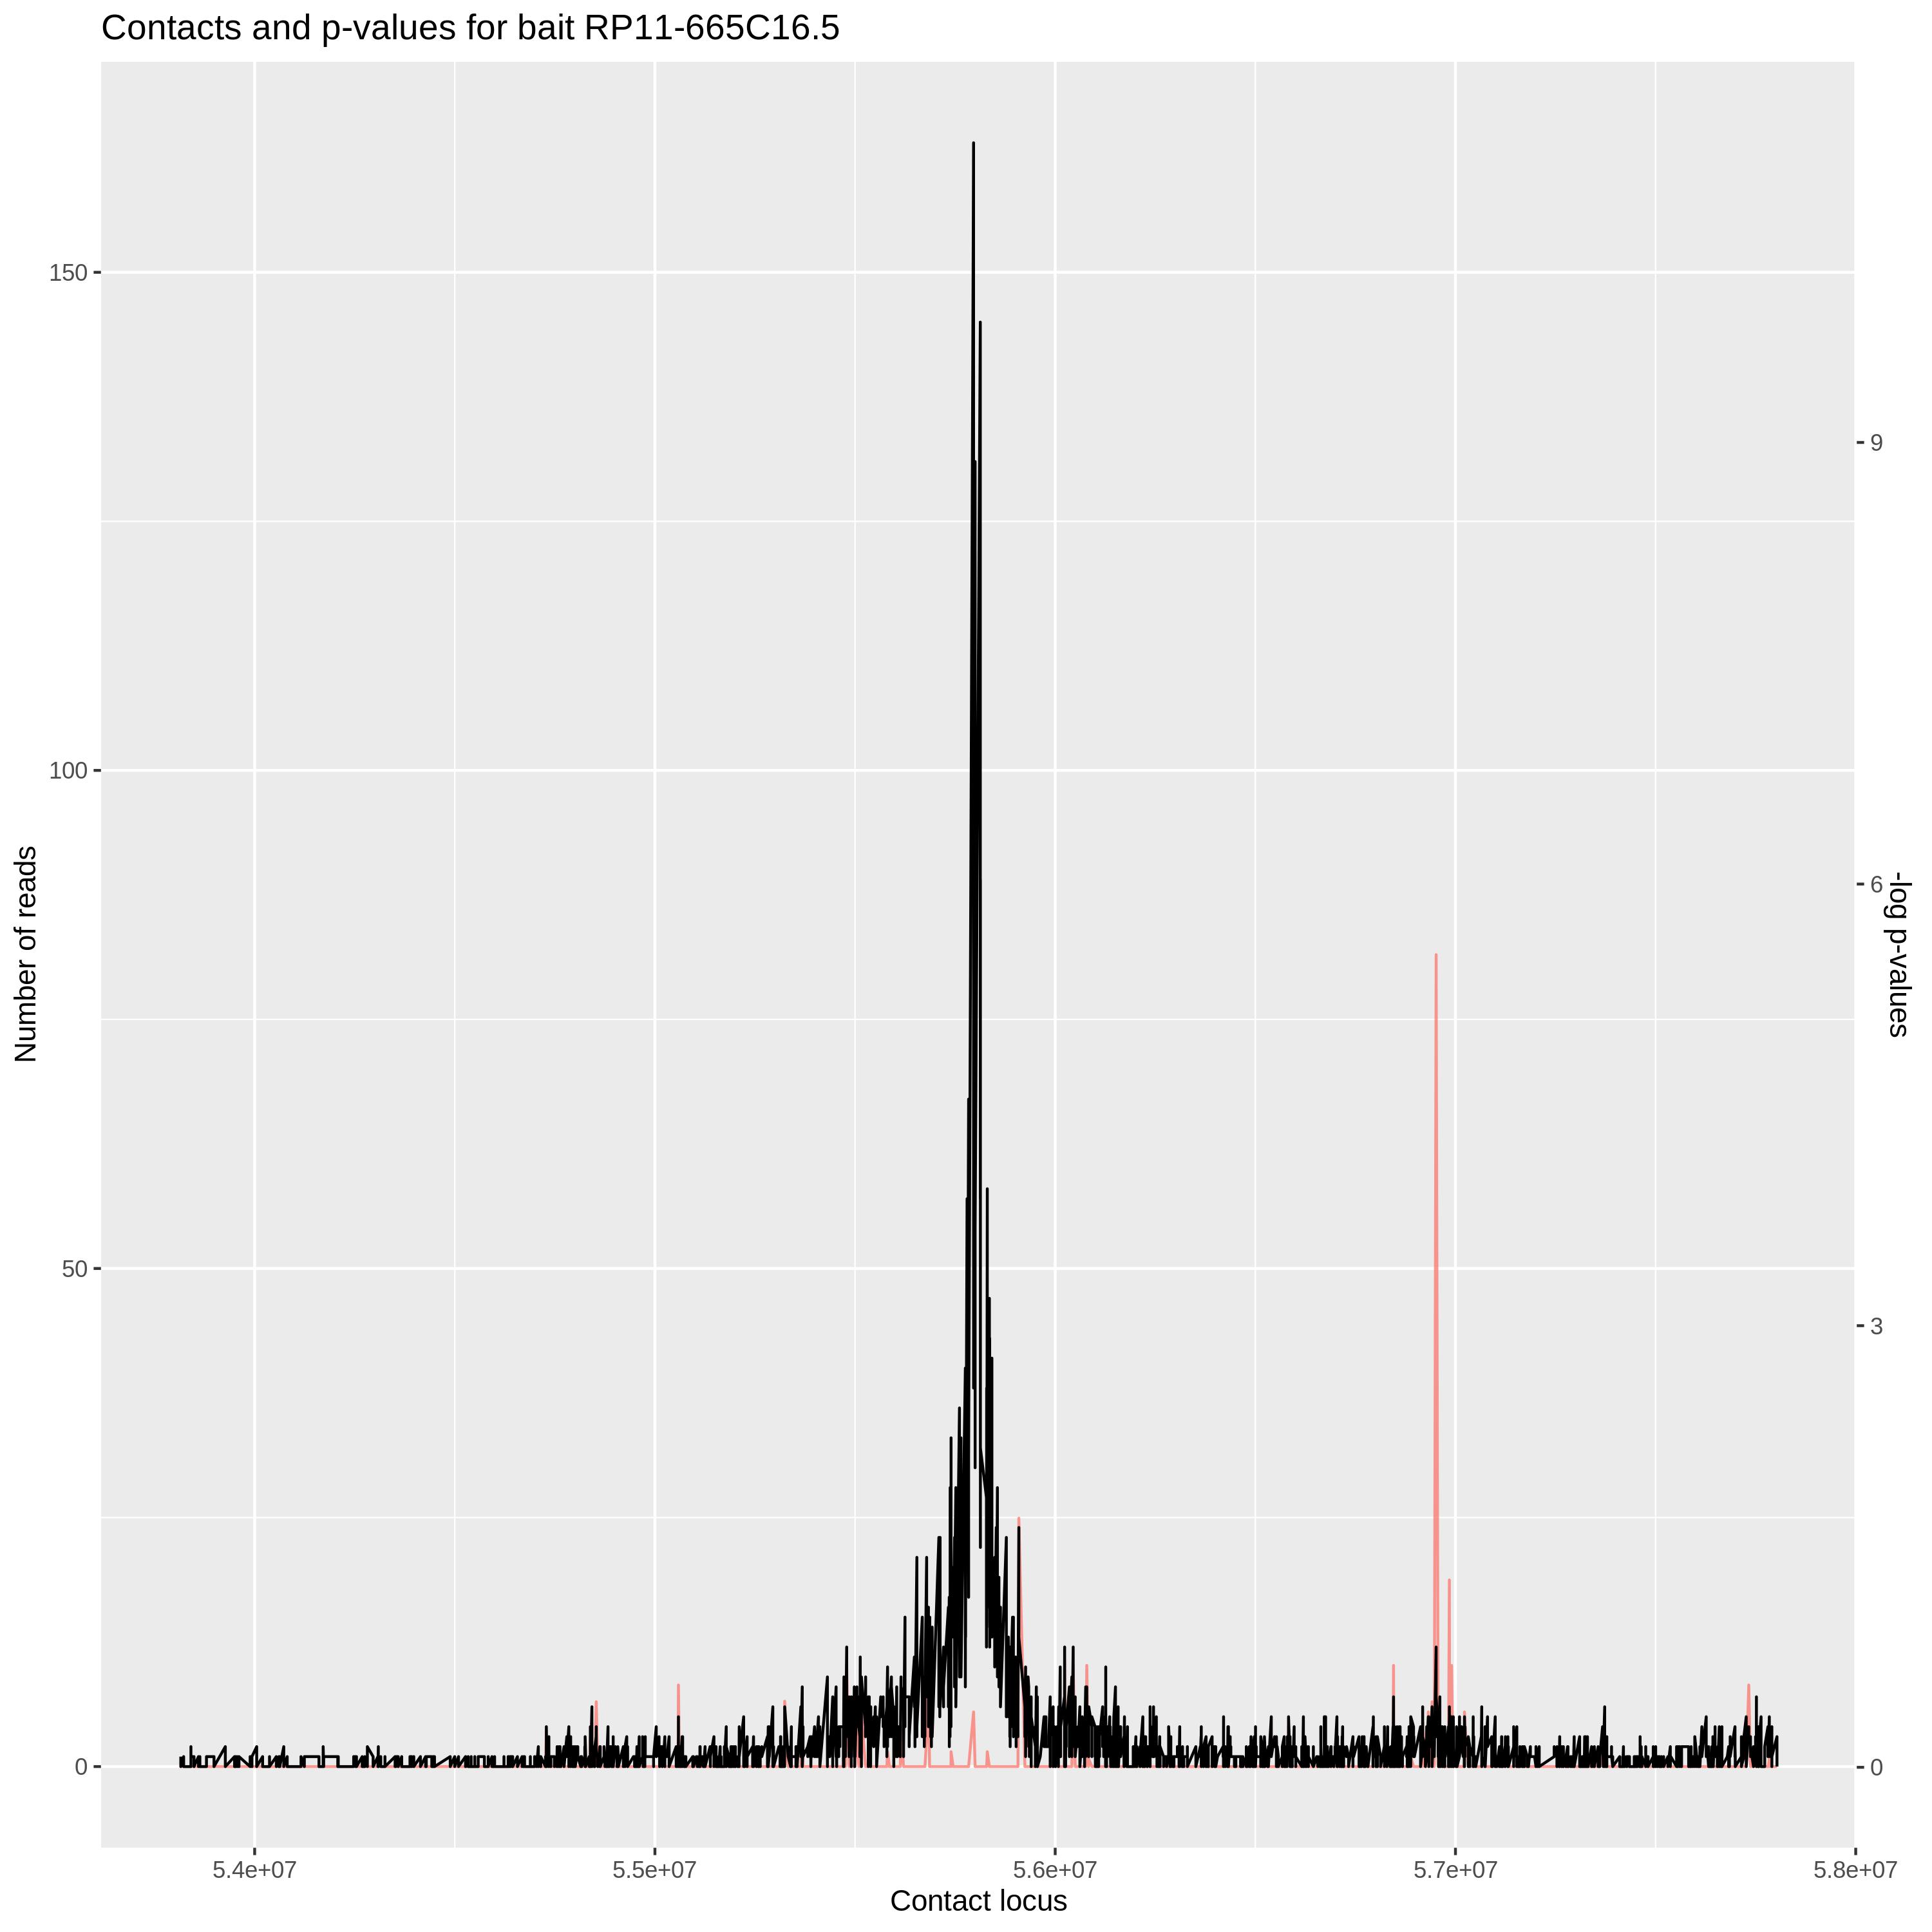 Contacts and p-values for bait RP11-665C16.5
150
100
50
0
Number of reads
9
6
3
0
-log p-values
5.4e+07 5.5e+07 5.6e+07 5.7e+07 5.8e+07
Contact locus